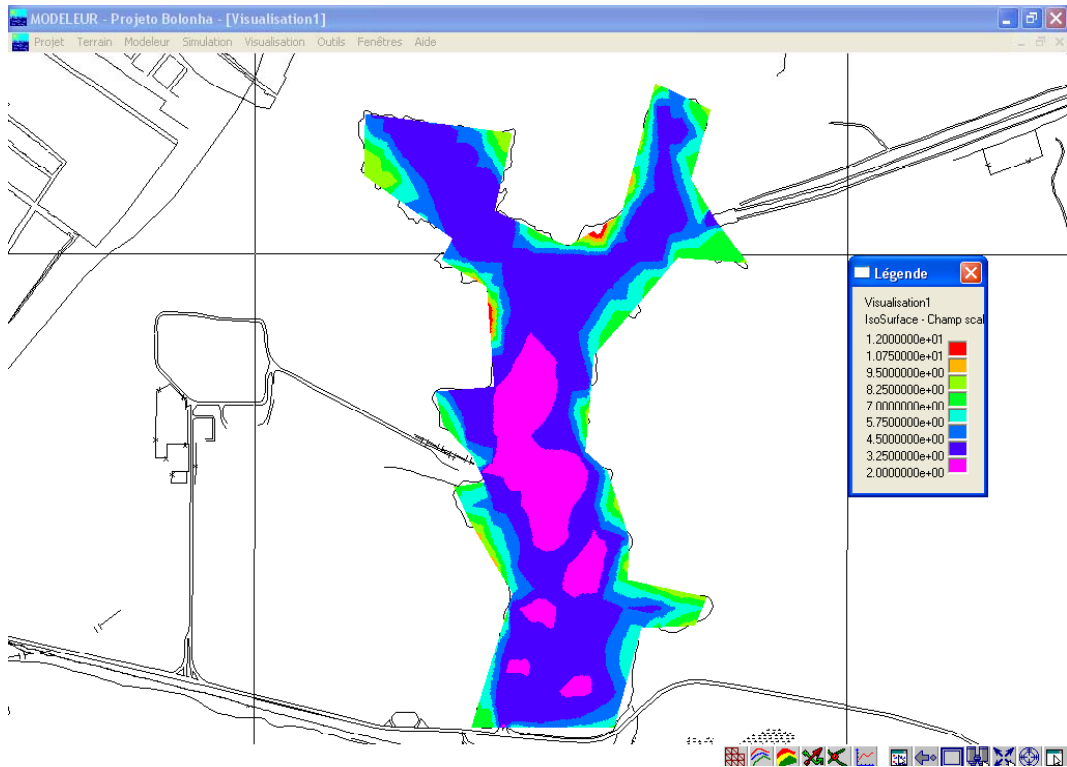 MODELEUR - Projeto Bolonha - [Visualisation1]
Projet Terrain Modeleur Simulation Visualisation Outils Fenêtres Aide
Légende
Visualisation1
IsoSurface - Champ scal
1.2000000e+01
1.0750000e+01
9.5000000e+00
8.2500000e+00
7.0000000e+00
5.7500000e+00
4.5000000e+00
3.2500000e+00
2.0000000e+00